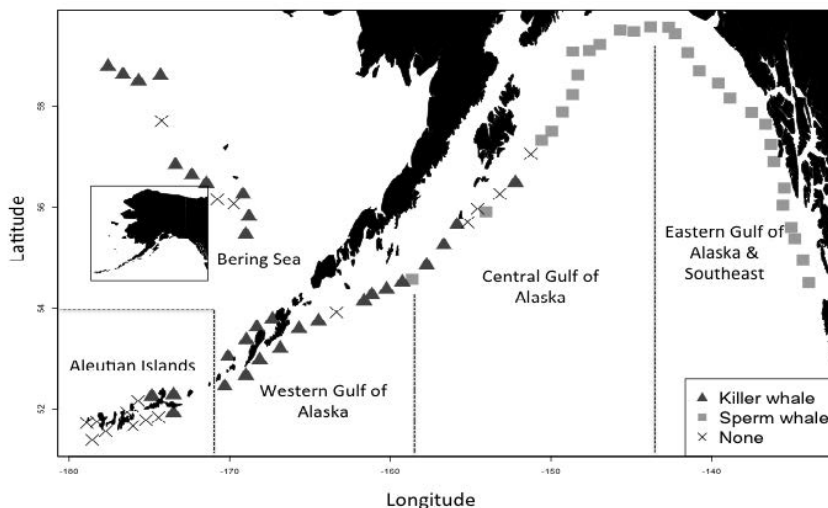 Latitude
58
56
54
52
Bering Sea
Aleutian Islands
Western Gulf of
Alaska
Central Gulf of
Alaska
Eastern Gulf of
Alaska &
Southeast
Killer whale
Sperm whale
None
-180
-170
-160
-150
-140
Longitude